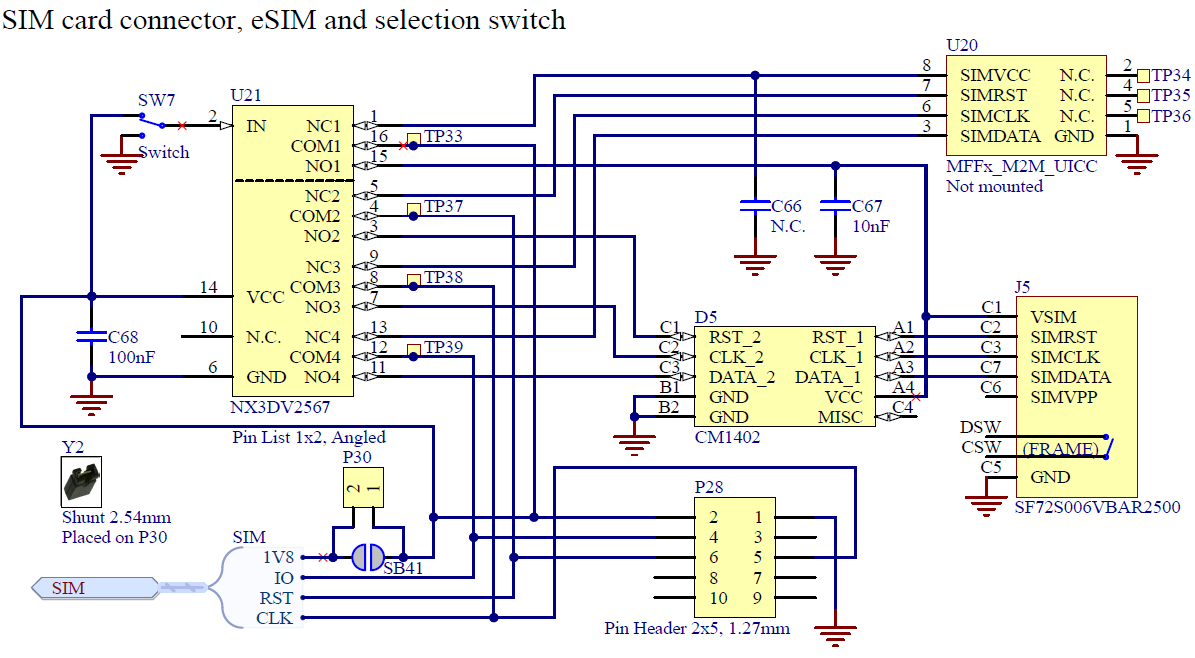 SIM card connector, eSIM and selection switch
U20
8 SIMVCC N.C. 2 TP34
7 SIMRST N.C. 4 TP35
6 SIMCLK N.C. 5 TP36
3 SIMDATA GND 1
MFFx_M2M_UICC
Not mounted
SW7
Switch
U21
2 IN NC1 1
COM1 16 TP33
NO1 15
NC2 5
COM2 4 TP37
NO2 3
NC3 9
COM3 8 TP38
NO3 7
14 VCC
10 N.C. NC4 13
COM4 12 TP39
6 GND NO4 11
NX3DV2567
C68
100nF
C66
N.C.
C67
10nF
D5
C1 RST_2 RST_1 A1
C2 CLK_2 CLK_1 A2
C3 DATA_2 DATA_1 A3
B1 GND VCC A4
B2 GND MISC C4
CM1402
J5
C1 VSIM
C2 SIMRST
C3 SIMCLK
C7 SIMDATA
C6 SIMVPP
DSW
CSW (FRAME)
C5 GND
SF72S006VBAR2500
Pin List 1x2, Angled
P30
2 1
Y2
Shunt 2.54mm
Placed on P30
SIM
SIM
1V8
IO
RST
CLK
SB41
P28
2 1
4 3
6 5
8 7
10 9
Pin Header 2x5, 1.27mm